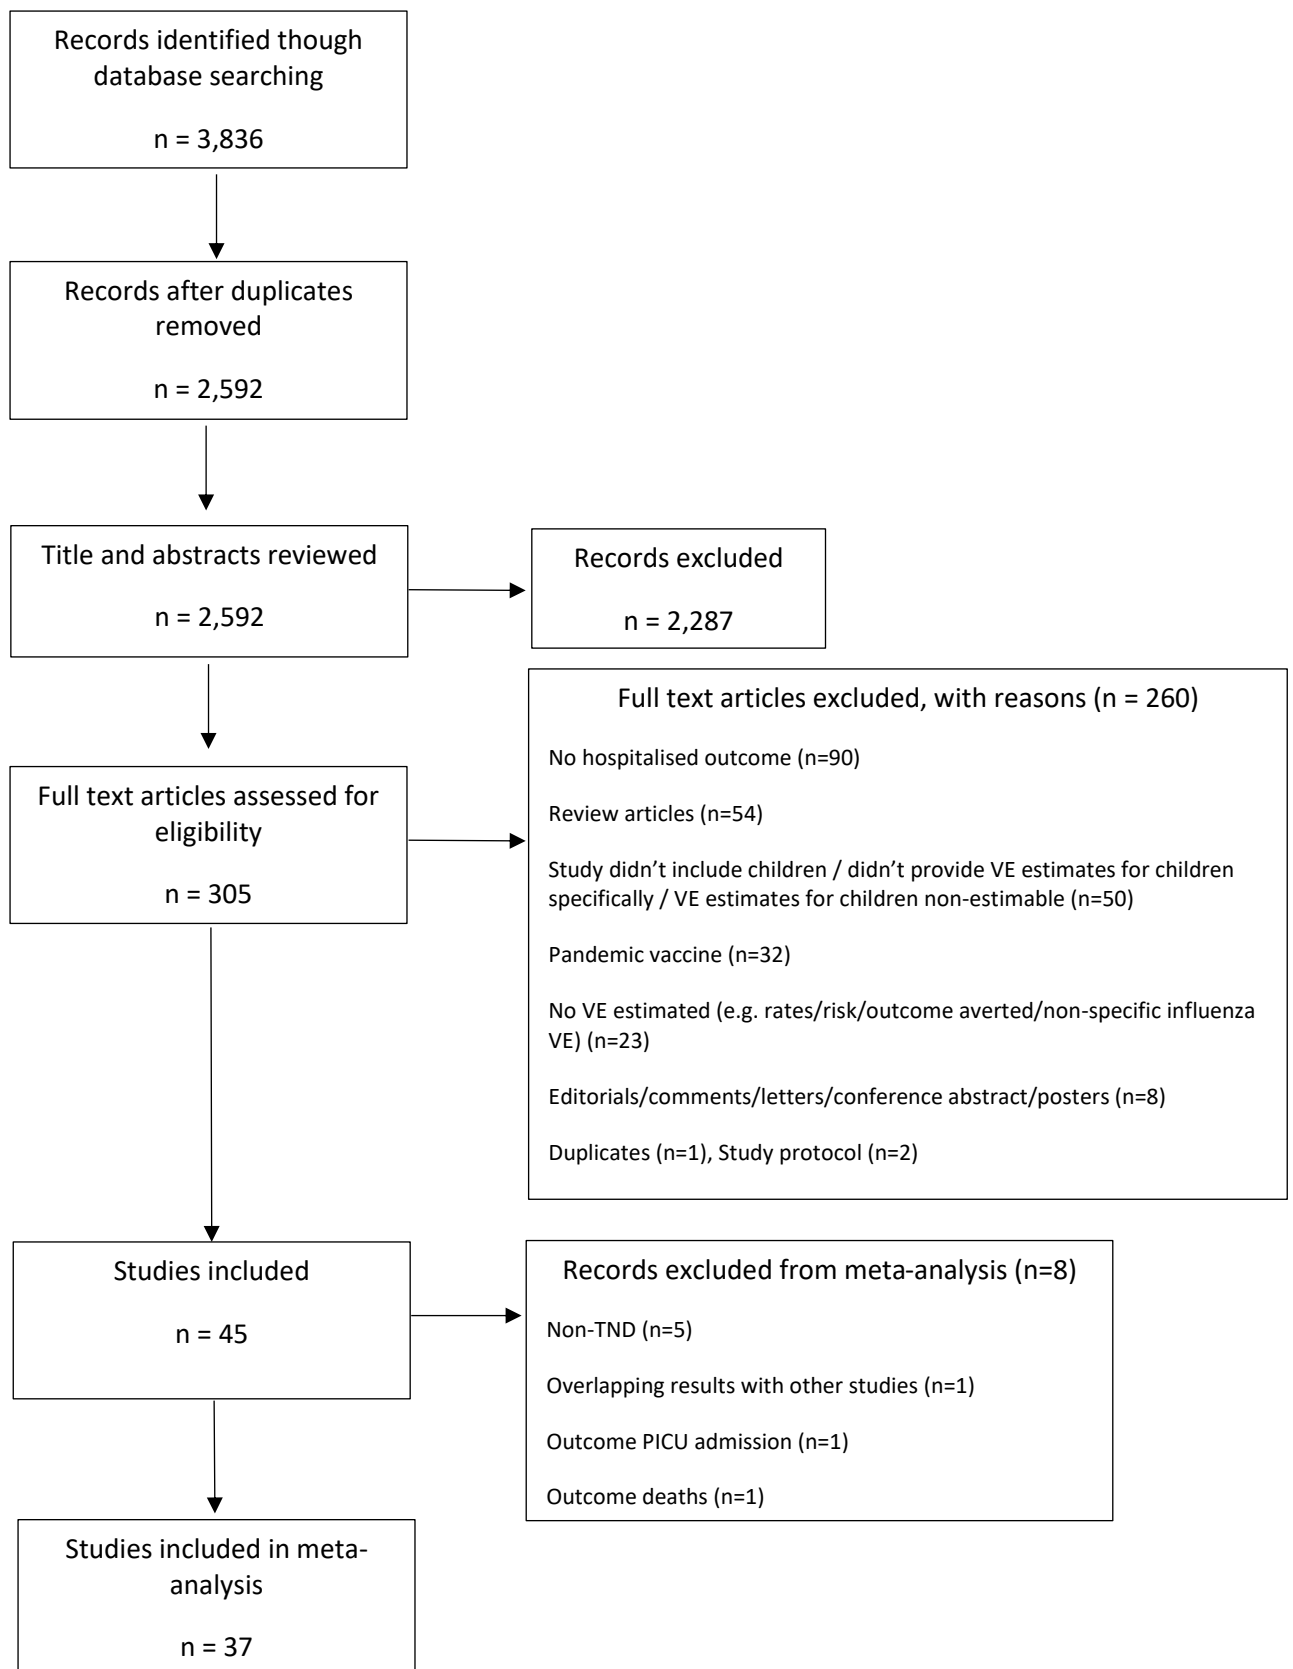 Records identified though
database searching
n = 3,836
Records after duplicates
removed
n = 2,592
Title and abstracts reviewed
n = 2,592
Records excluded
n = 2,287
Full text articles assessed for
eligibility
n = 305
Full text articles excluded, with reasons (n = 260)
No hospitalised outcome (n=90)
Review articles (n=54)
Study didn’t include children / didn’t provide VE estimates for children
specifically / VE estimates for children non-estimable (n=50)
Pandemic vaccine (n=32)
No VE estimated (e.g. rates/risk/outcome averted/non-specific influenza
VE) (n=23)
Editorials/comments/letters/conference abstract/posters (n=8)
Duplicates (n=1), Study protocol (n=2)
Studies included
n = 45
Records excluded from meta-analysis (n=8)
Non-TND (n=5)
Overlapping results with other studies (n=1)
Outcome PICU admission (n=1)
Outcome deaths (n=1)
Studies included in meta-
analysis
n = 37